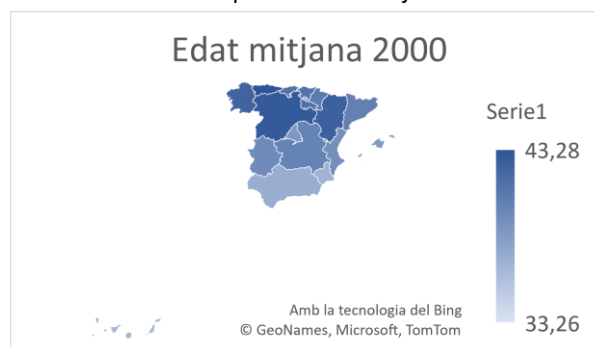 Edat mitjana 2000
Serie1
43,28
33,26
Amb la tecnologia del Bing
© GeoNames, Microsoft, TomTom